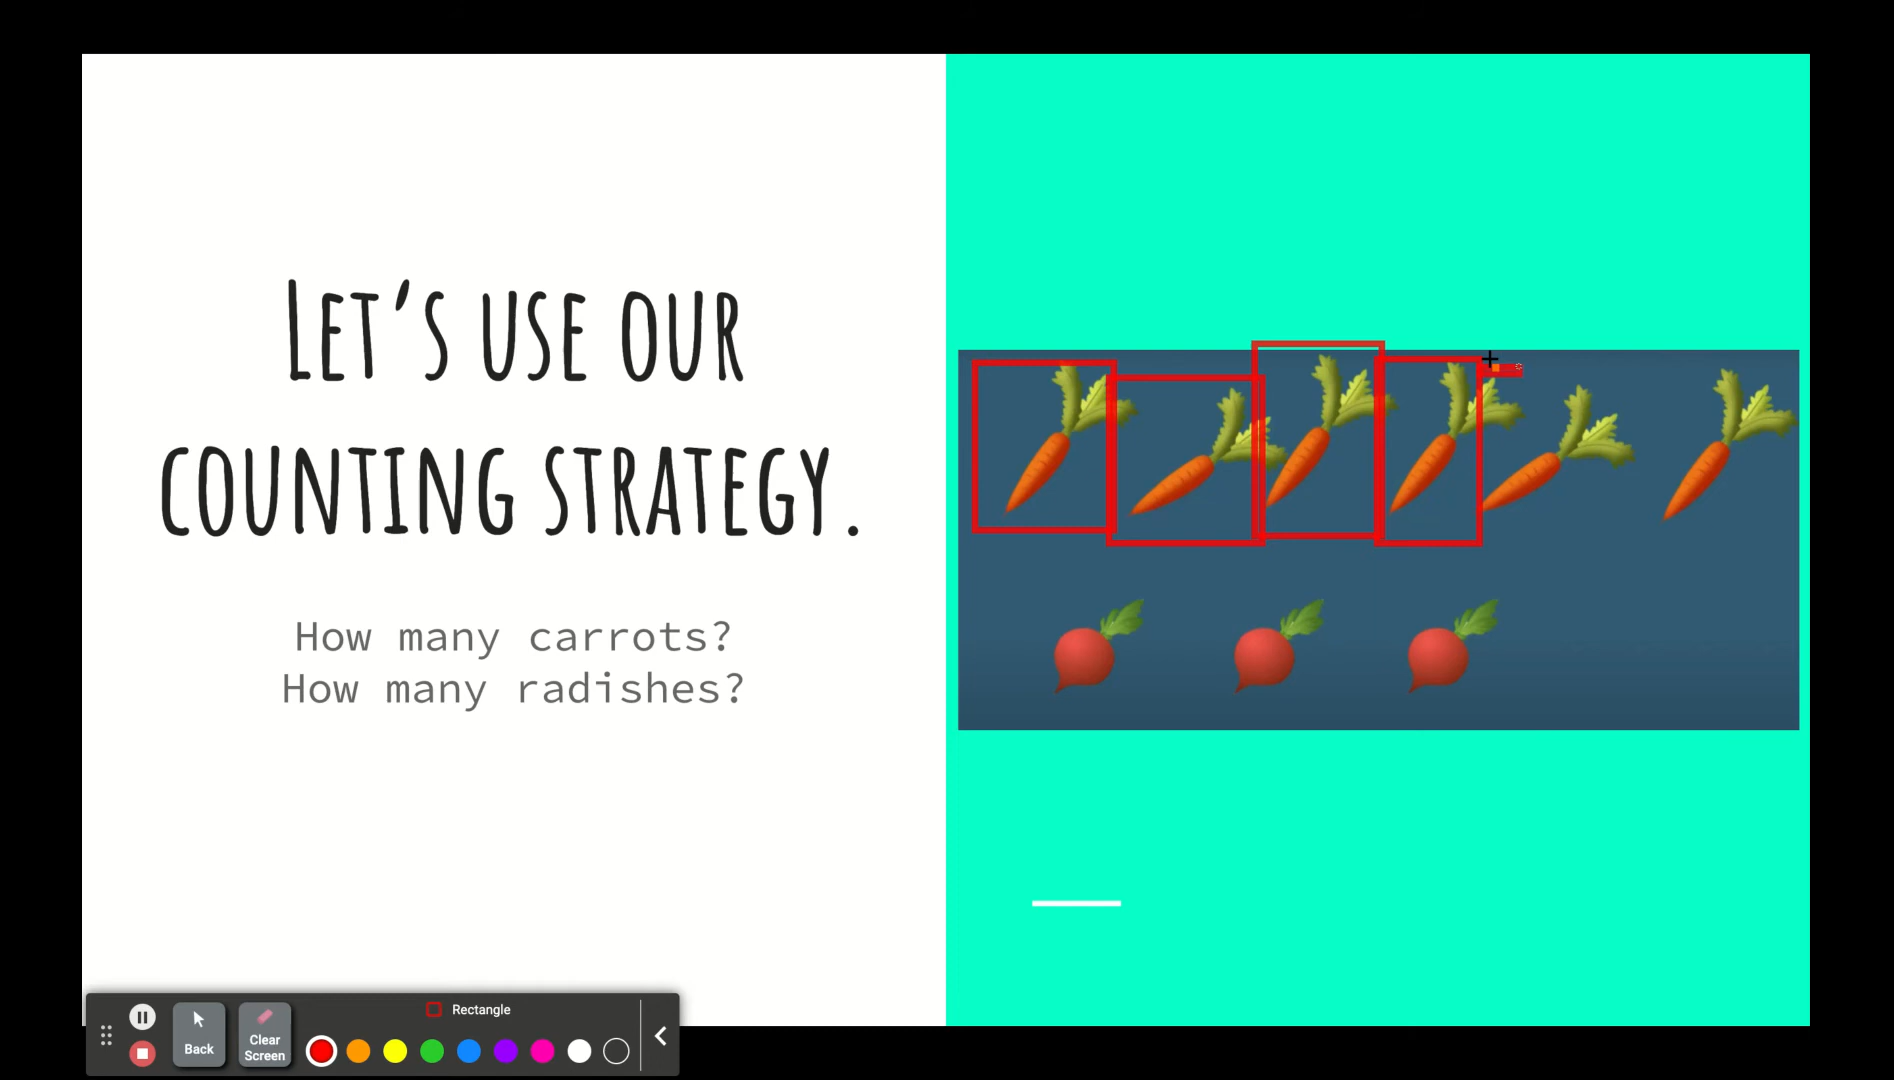 Let's use our
counting strategy.
How many carrots?
How many radishes?
Rectangle
Back
Clear
Screen